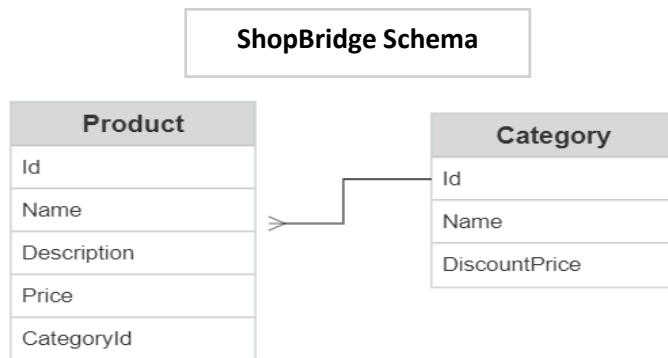 ShopBridge Schema
Product
Id
Name
Description
Price
CategoryId
Category
Id
Name
DiscountPrice